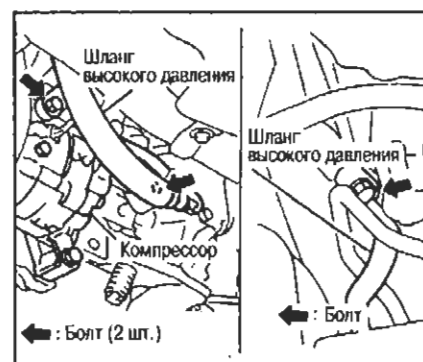 Шланг
высокого давления
Компрессор
: Болт (2 шт.)
Шланг
высокого давления
: Болт